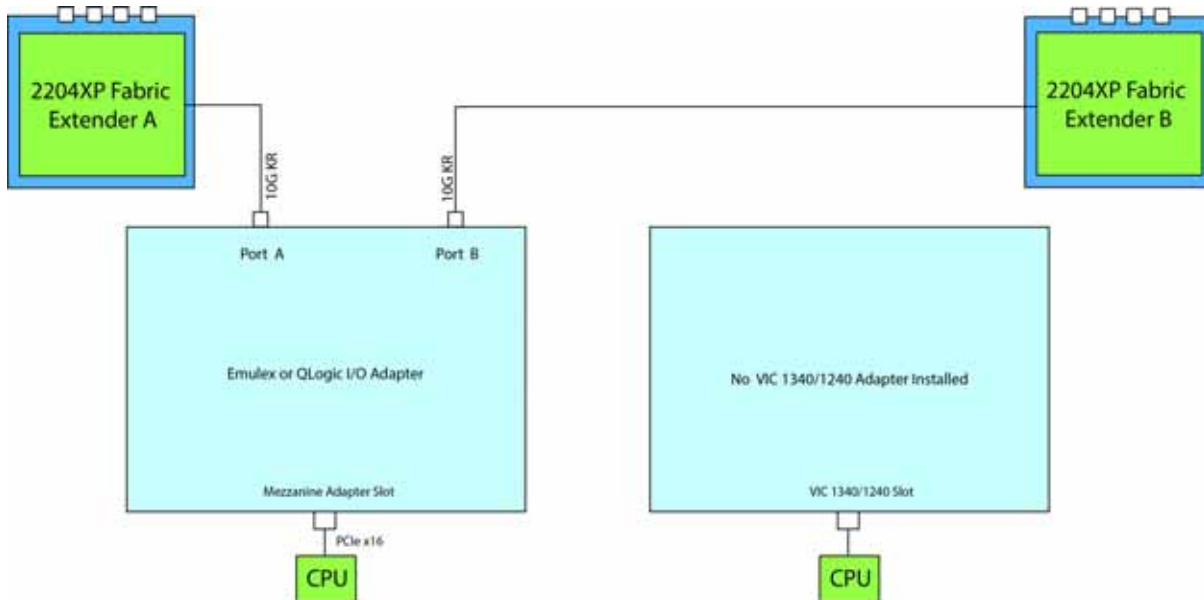 2204XP Fabric
Extender A
2204XP Fabric
Extender B
10G KR
10G KR
Port A
Port B
Emulex or QLogic I/O Adapter
No VIC 1340/1240 Adapter Installed
Mezzanine Adapter Slot
VIC 1340/1240 Slot
PCIe x16
CPU
CPU